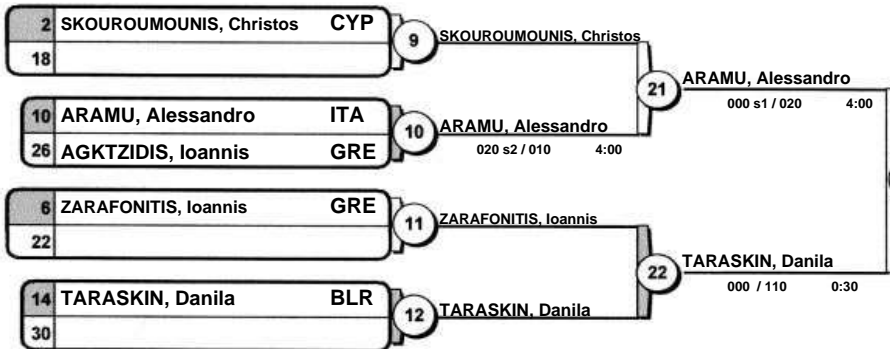 2 SKOUROUMOUNIS, Christos CYP
18
9
SKOUROUMOUNIS, Christos
10 ARAMU, Alessandro ITA
26 AGKTZIDIS, Ioannis GRE
10
ARAMU, Alessandro
020 s2 / 010 4:00
21
ARAMU, Alessandro
000 s1 / 020 4:00
6 ZARAFONITIS, Ioannis GRE
22
11
ZARAFONITIS, Ioannis
14 TARASKIN, Danila BLR
30
12
TARASKIN, Danila
22
TARASKIN, Danila
000 / 110 0:30